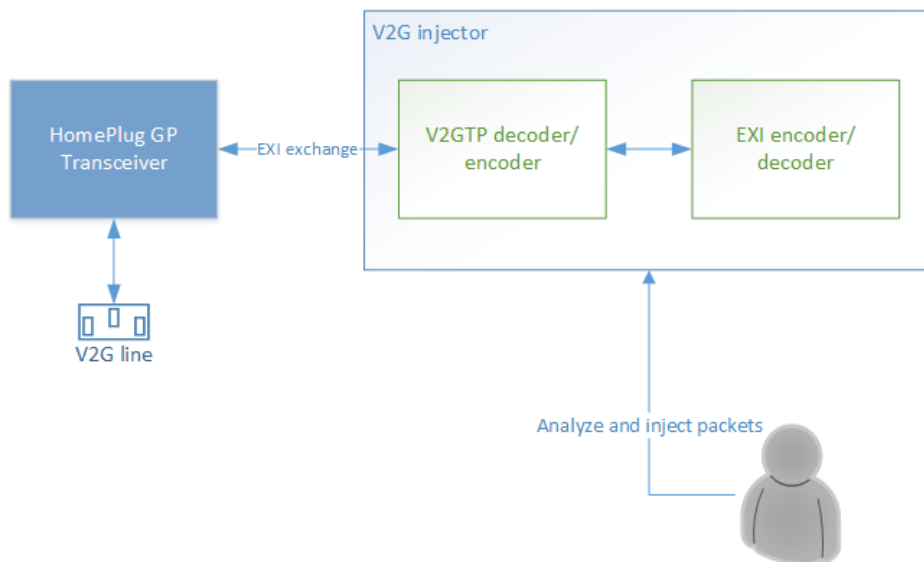 V2G injector
HomePlug GP
Transceiver
EXI exchange
V2GTP decoder/
encoder
EXI encoder/
decoder
V2G line
Analyze and inject packets